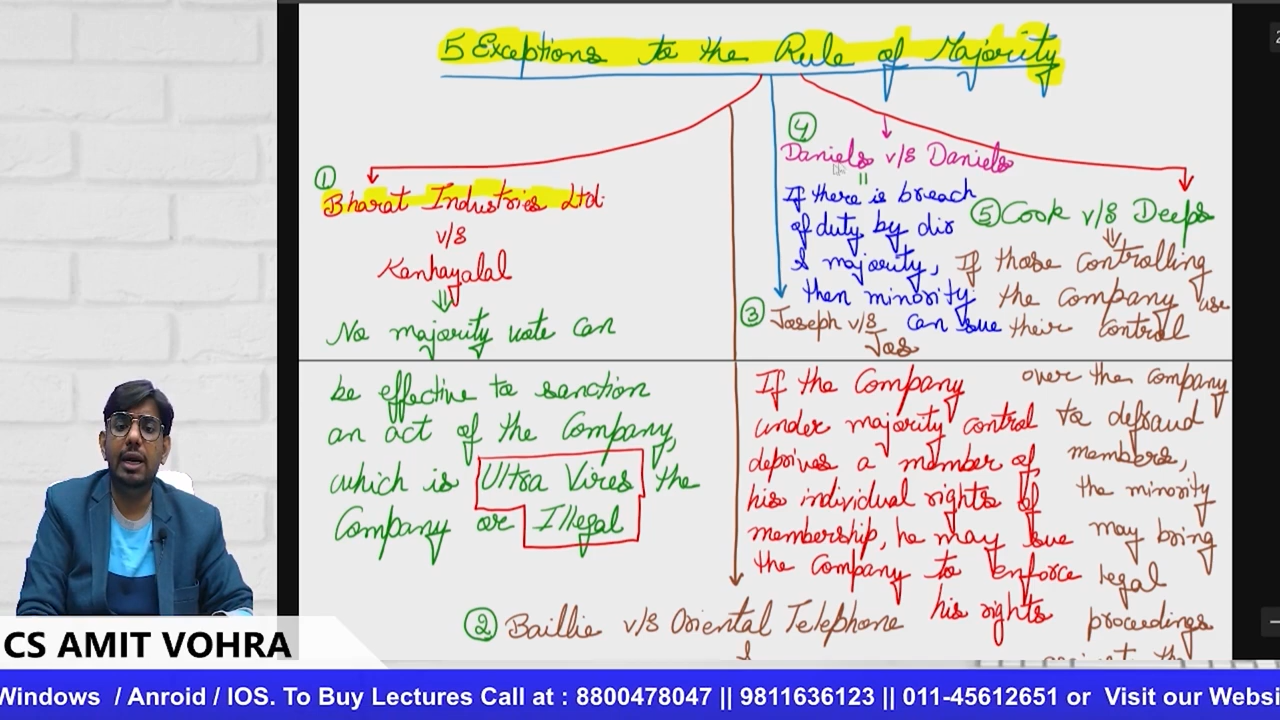 5 Exceptions to the Rule of Majority
①
Bharat Industries Ltd.
v/s
Kanhayalal
No majority vote can
be effective to sanction
an act of the Company,
which is Ultra Vires the
Company or Illegal
② Baillie v/s Oriental Telephone
③ Joseph v/s
Jos
If the Company
under majority control
deprives a member of
his individual rights of
membership, he may sue
the Company to enforce
his rights
④
Daniels v/s Daniels
If there is breach
of duty by dir
& majority,
then minority
can sue
⑤ Cook v/s Deeps
If those controlling
the Company use
their control
over the company
to defraud
members,
the minority
may bring
legal
proceedings
against the
CS AMIT VOHRA
Windows / Anroid / IOS. To Buy Lectures Call at : 8800478047 || 9811636123 || 011-45612651 or Visit our Websi